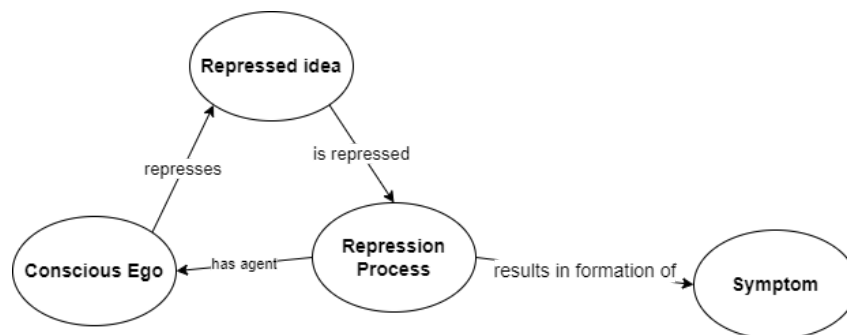 Repressed idea
represses
is repressed
Conscious Ego
has agent
Repression
Process
results in formation of
Symptom